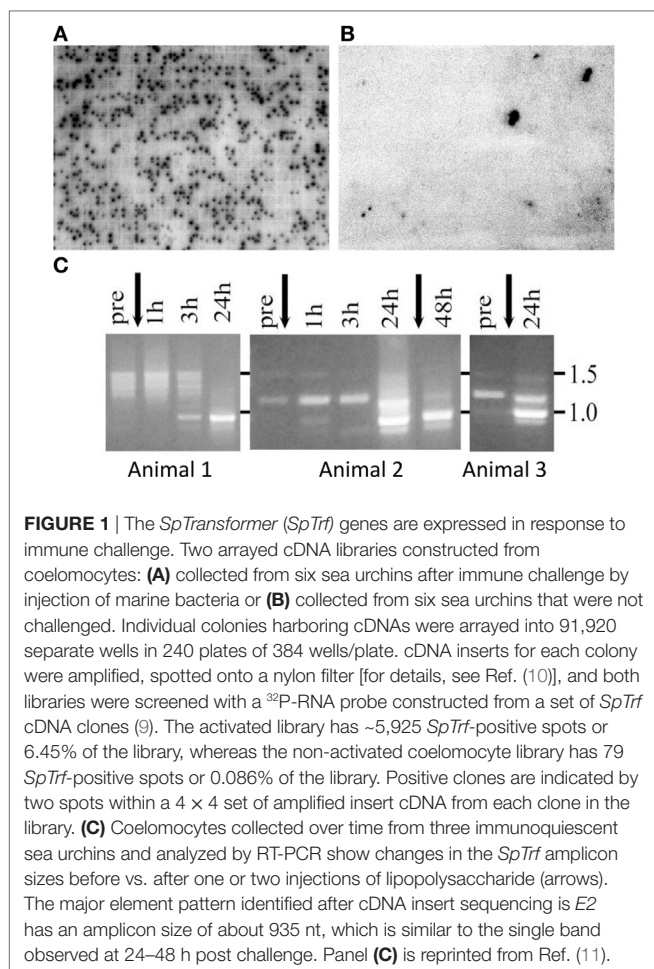 A
B
C
pre 1h 3h 24h pre 1h 3h 24h 48h pre 24h
1.5
1.0
Animal 1 Animal 2 Animal 3
FIGURE 1 | The SpTransformer (SpTrf) genes are expressed in response to
immune challenge. Two arrayed cDNA libraries constructed from
coelomocytes: (A) collected from six sea urchins after immune challenge by
injection of marine bacteria or (B) collected from six sea urchins that were not
challenged. Individual colonies harboring cDNAs were arrayed into 91,920
separate wells in 240 plates of 384 wells/plate. cDNA inserts for each colony
were amplified, spotted onto a nylon filter [for details, see Ref. (10)], and both
libraries were screened with a ³²P-RNA probe constructed from a set of SpTrf
cDNA clones (9). The activated library has ~5,925 SpTrf-positive spots or
6.45% of the library, whereas the non-activated coelomocyte library has 79
SpTrf-positive spots or 0.086% of the library. Positive clones are indicated by
two spots within a 4 × 4 set of amplified insert cDNA from each clone in the
library. (C) Coelomocytes collected over time from three immunoquiescent
sea urchins and analyzed by RT-PCR show changes in the SpTrf amplicon
sizes before vs. after one or two injections of lipopolysaccharide (arrows).
The major element pattern identified after cDNA insert sequencing is E2
has an amplicon size of about 935 nt, which is similar to the single band
observed at 24–48 h post challenge. Panel (C) is reprinted from Ref. (11).